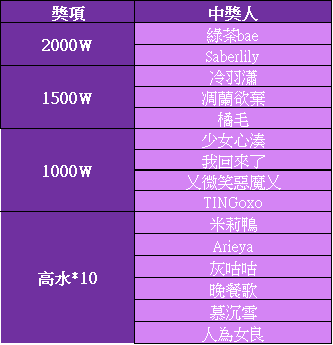 獎項 中獎人
2000W
綠茶bae
Saberlily
1500W
冷羽瀟
凋蘭欲棄
橘毛
1000W
少女心湊
我回來了
乂微笑惡魔乂
TINGoxo
高水*10
米莉鴨
Arieya
灰咕咕
晚餐歌
慕沉雪
人為女良